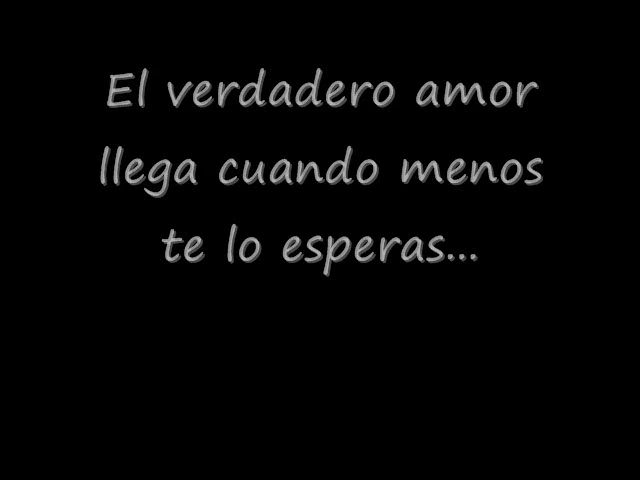 El verdadero amor
llega cuando menos
te lo esperas...